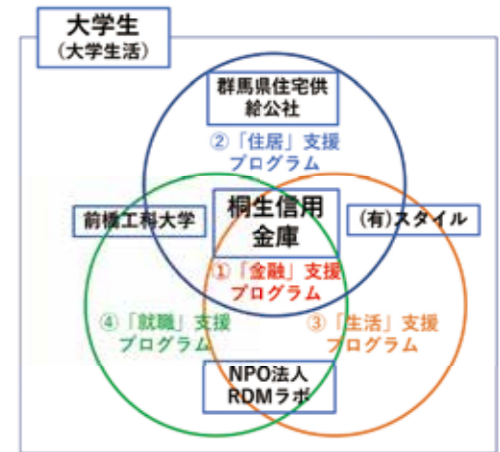 大学生
(大学生活)
群馬県住宅供
給公社
②「住居」支援
プログラム
前橋工科大学
桐生信用
金庫
(有)スタイル
①「金融」支援
プログラム
④「就職」支援
プログラム
③「生活」支援
プログラム
NPO法人
RDMラボ